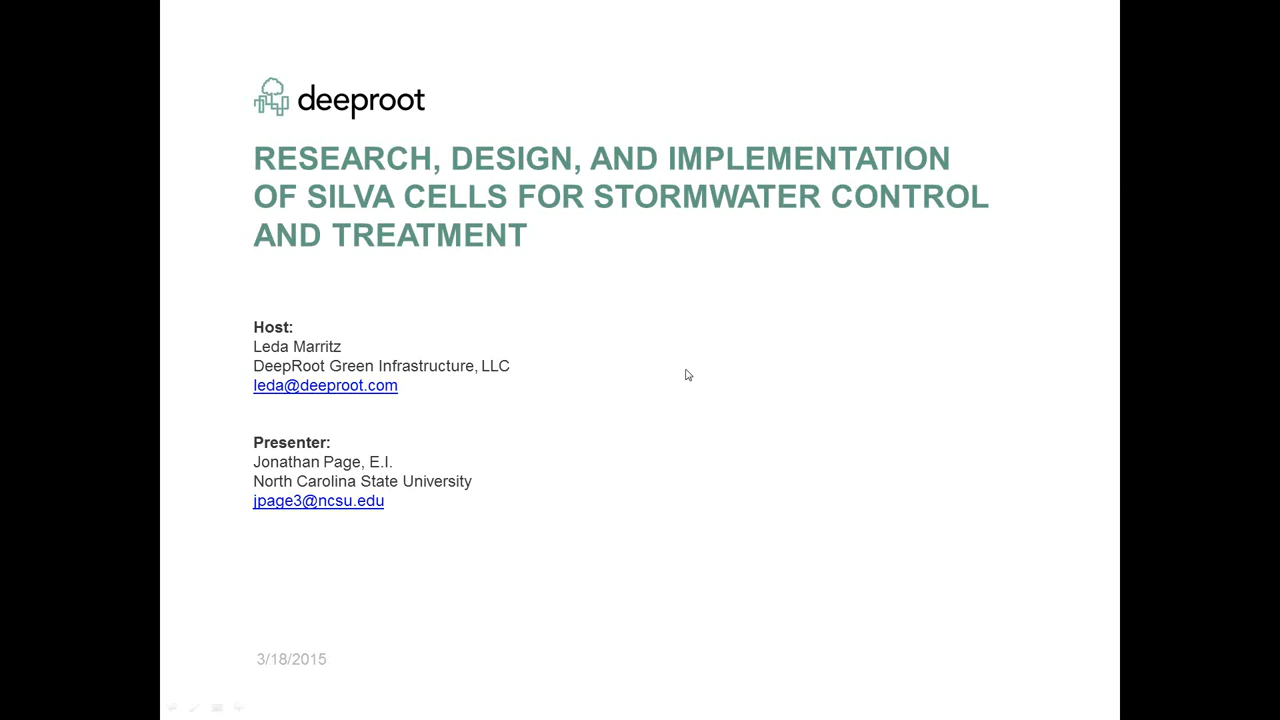 deeproot
RESEARCH, DESIGN, AND IMPLEMENTATION
OF SILVA CELLS FOR STORMWATER CONTROL
AND TREATMENT
Host:
Leda Marritz
DeepRoot Green Infrastructure, LLC
leda@deeproot.com
Presenter:
Jonathan Page, E.I.
North Carolina State University
jpage3@ncsu.edu
3/18/2015